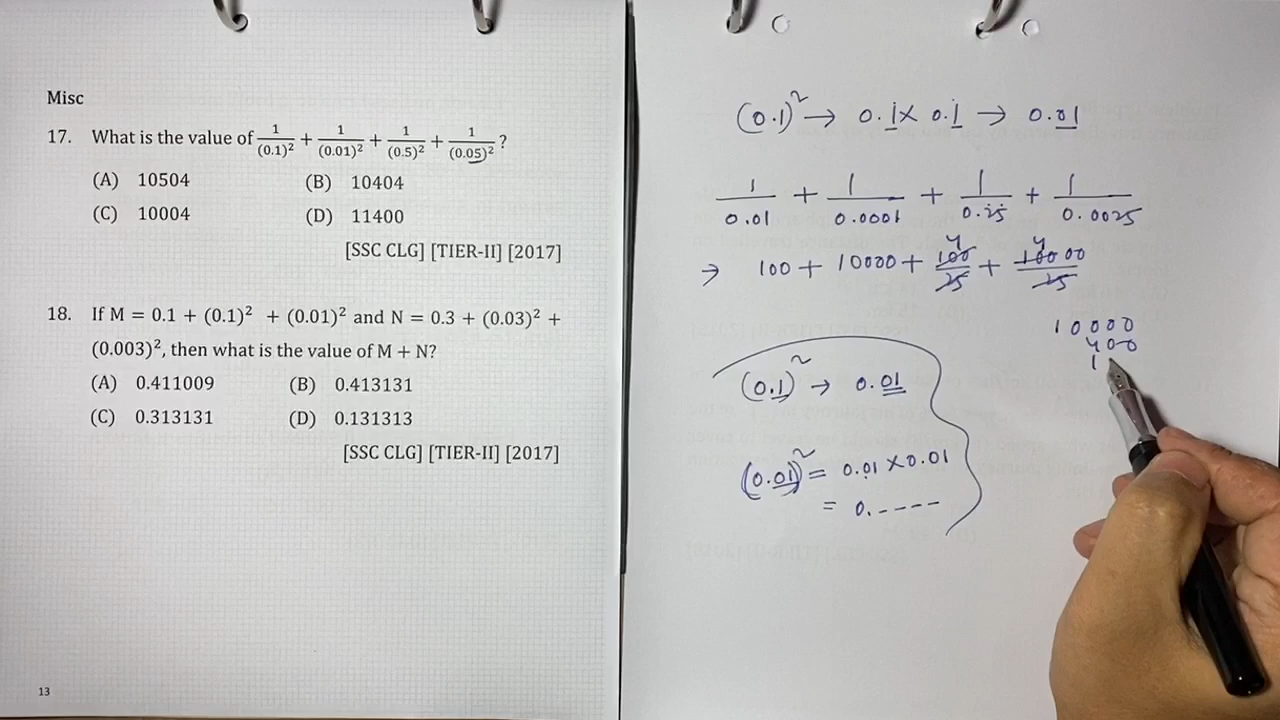 Misc
17. What is the value of 1/(0.1)² + 1/(0.01)² + 1/(0.5)² + 1/(0.05)² ?
(A) 10504 (B) 10404
(C) 10004 (D) 11400
[SSC CLG] [TIER-II] [2017]
18. If M = 0.1 + (0.1)² + (0.01)² and N = 0.3 + (0.03)² +
(0.003)², then what is the value of M + N?
(A) 0.411009 (B) 0.413131
(C) 0.313131 (D) 0.131313
[SSC CLG] [TIER-II] [2017]
13
(0.1)² → 0.1 × 0.1 → 0.01
1/0.01 + 1/0.0001 + 1/0.25 + 1/0.0025
→ 100 + 10000 + 100/25 4 + 10000/25 4
10000
400
1
(0.1)² → 0.01
(0.01)² = 0.01 × 0.01
= 0.----